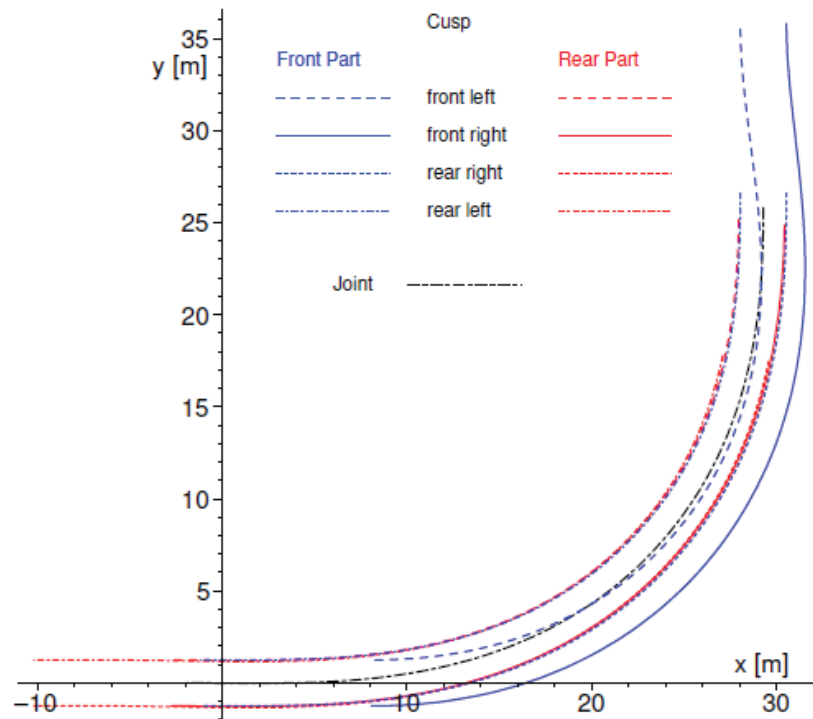 Cusp
35
y [m]
Front Part Rear Part
front left
30
front right
rear right
rear left
25
Joint
20
15
10
5
x [m]
−10 0 10 20 30